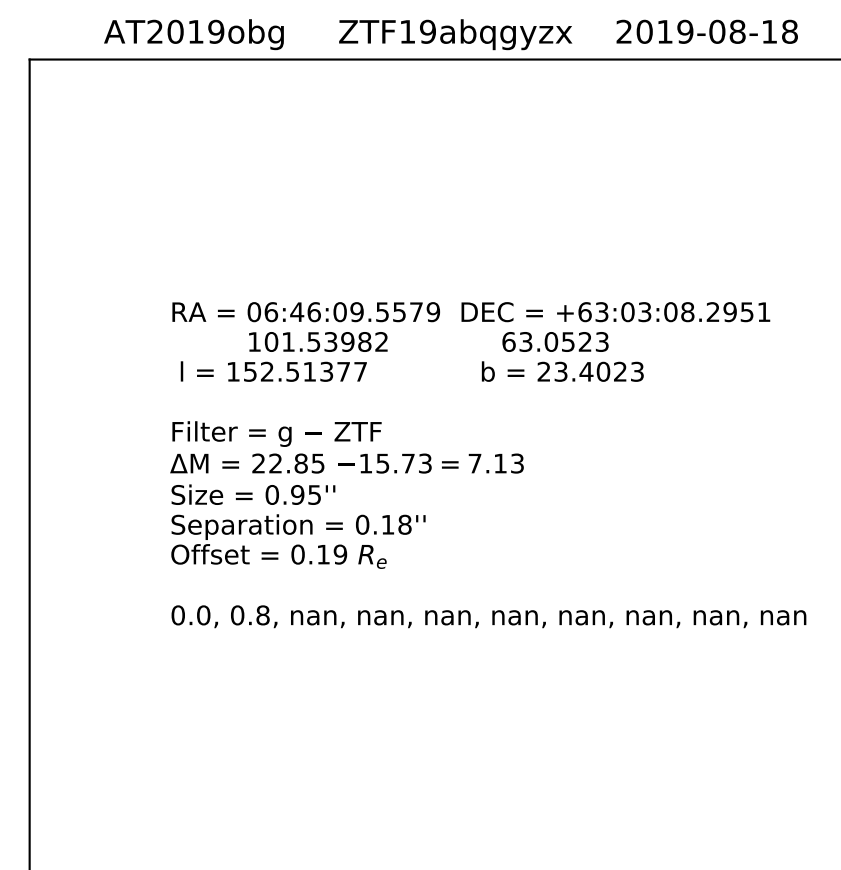 AT2019obg ZTF19abqgyzx 2019-08-18
RA = 06:46:09.5579 DEC = +63:03:08.2951
101.53982 63.0523
l = 152.51377 b = 23.4023
Filter = g − ZTF
ΔM = 22.85 −15.73 = 7.13
Size = 0.95''
Separation = 0.18''
Offset = 0.19 Re
0.0, 0.8, nan, nan, nan, nan, nan, nan, nan, nan